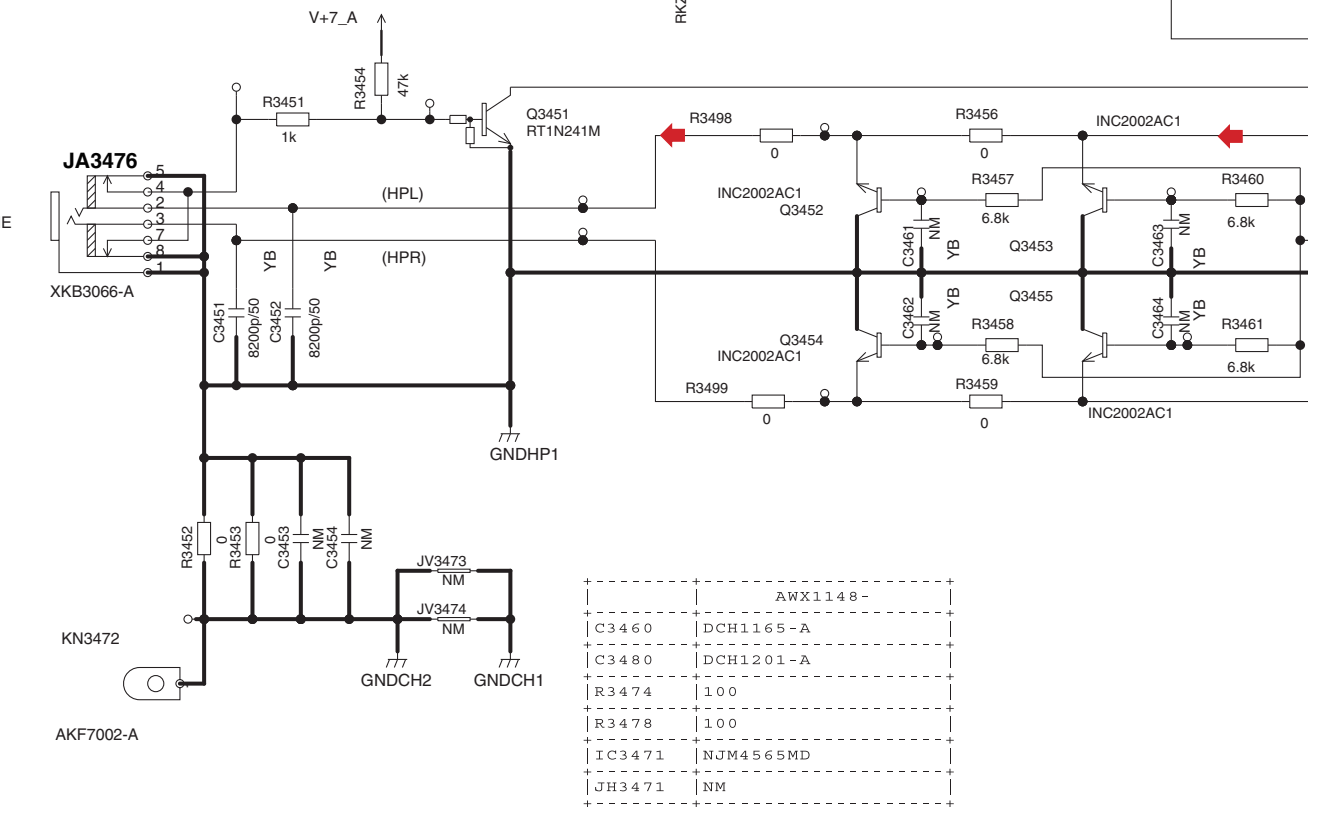 V+7_A
RKZ
R3454
47k
R3451
1k
Q3451
RT1N241M
R3498
0
R3456
0
INC2002AC1
JA3476
5
4
2
3
7
8
1
E
XKB3066-A
(HPL)
(HPR)
YB
YB
C3451
8200p/50
C3452
8200p/50
INC2002AC1
Q3452
R3457
6.8k
C3461
NM
YB
Q3453
R3460
6.8k
C3463
NM
YB
Q3455
C3462
NM
YB
C3464
NM
YB
Q3454
INC2002AC1
R3458
6.8k
R3461
6.8k
R3499
0
R3459
0
INC2002AC1
GNDHP1
R3452
0
R3453
0
C3453
NM
C3454
NM
JV3473
NM
JV3474
NM
GNDCH2
GNDCH1
KN3472
1
AKF7002-A
AWX1148-
C3460 DCH1165-A
C3480 DCH1201-A
R3474 100
R3478 100
IC3471 NJM4565MD
JH3471 NM